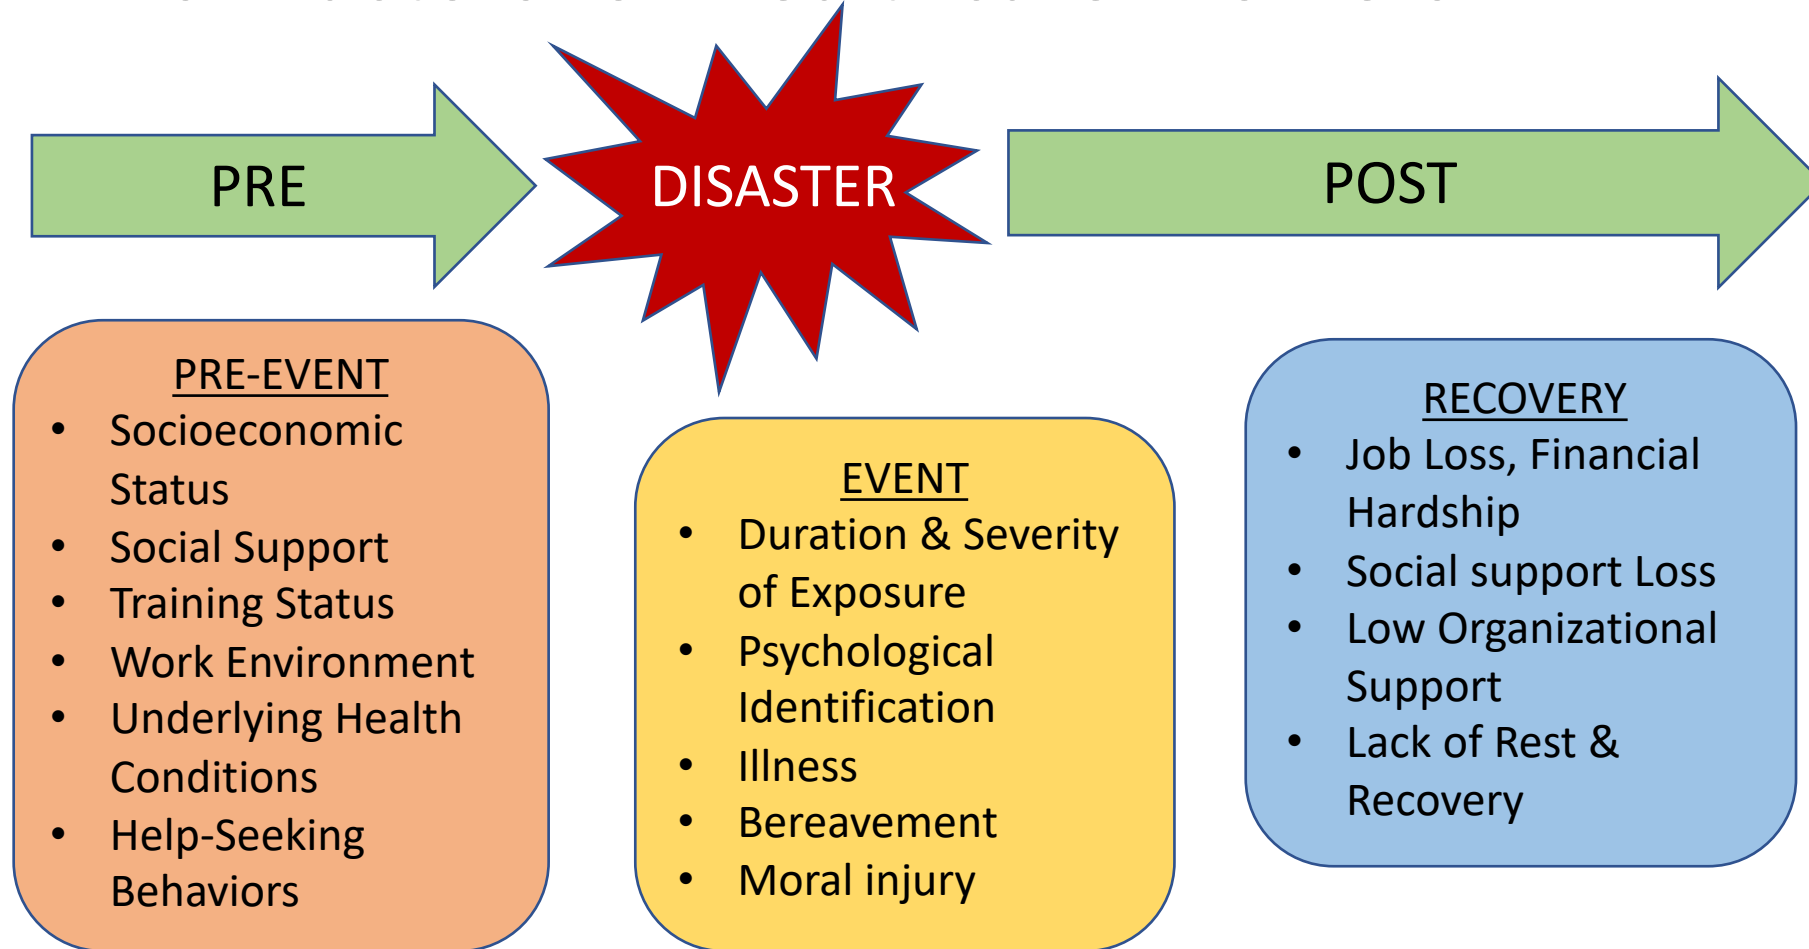 PRE
DISASTER
POST
PRE-EVENT
• Socioeconomic
Status
• Social Support
• Training Status
• Work Environment
• Underlying Health
Conditions
• Help-Seeking
Behaviors
EVENT
• Duration & Severity
of Exposure
• Psychological
Identification
• Illness
• Bereavement
• Moral injury
RECOVERY
• Job Loss, Financial
Hardship
• Social support Loss
• Low Organizational
Support
• Lack of Rest &
Recovery